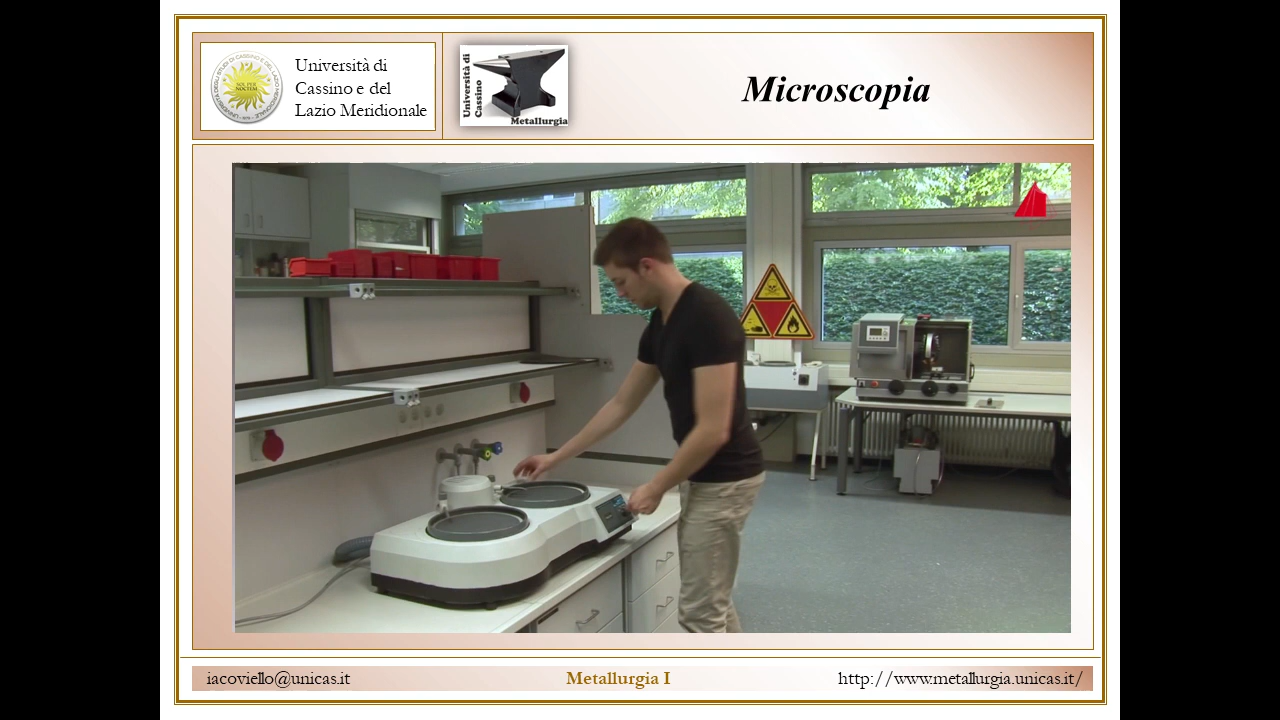 Università di
Cassino e del
Lazio Meridionale
Università di
Cassino
Metallurgia
Microscopia
iacoviello@unicas.it
Metallurgia I
http://www.metallurgia.unicas.it/